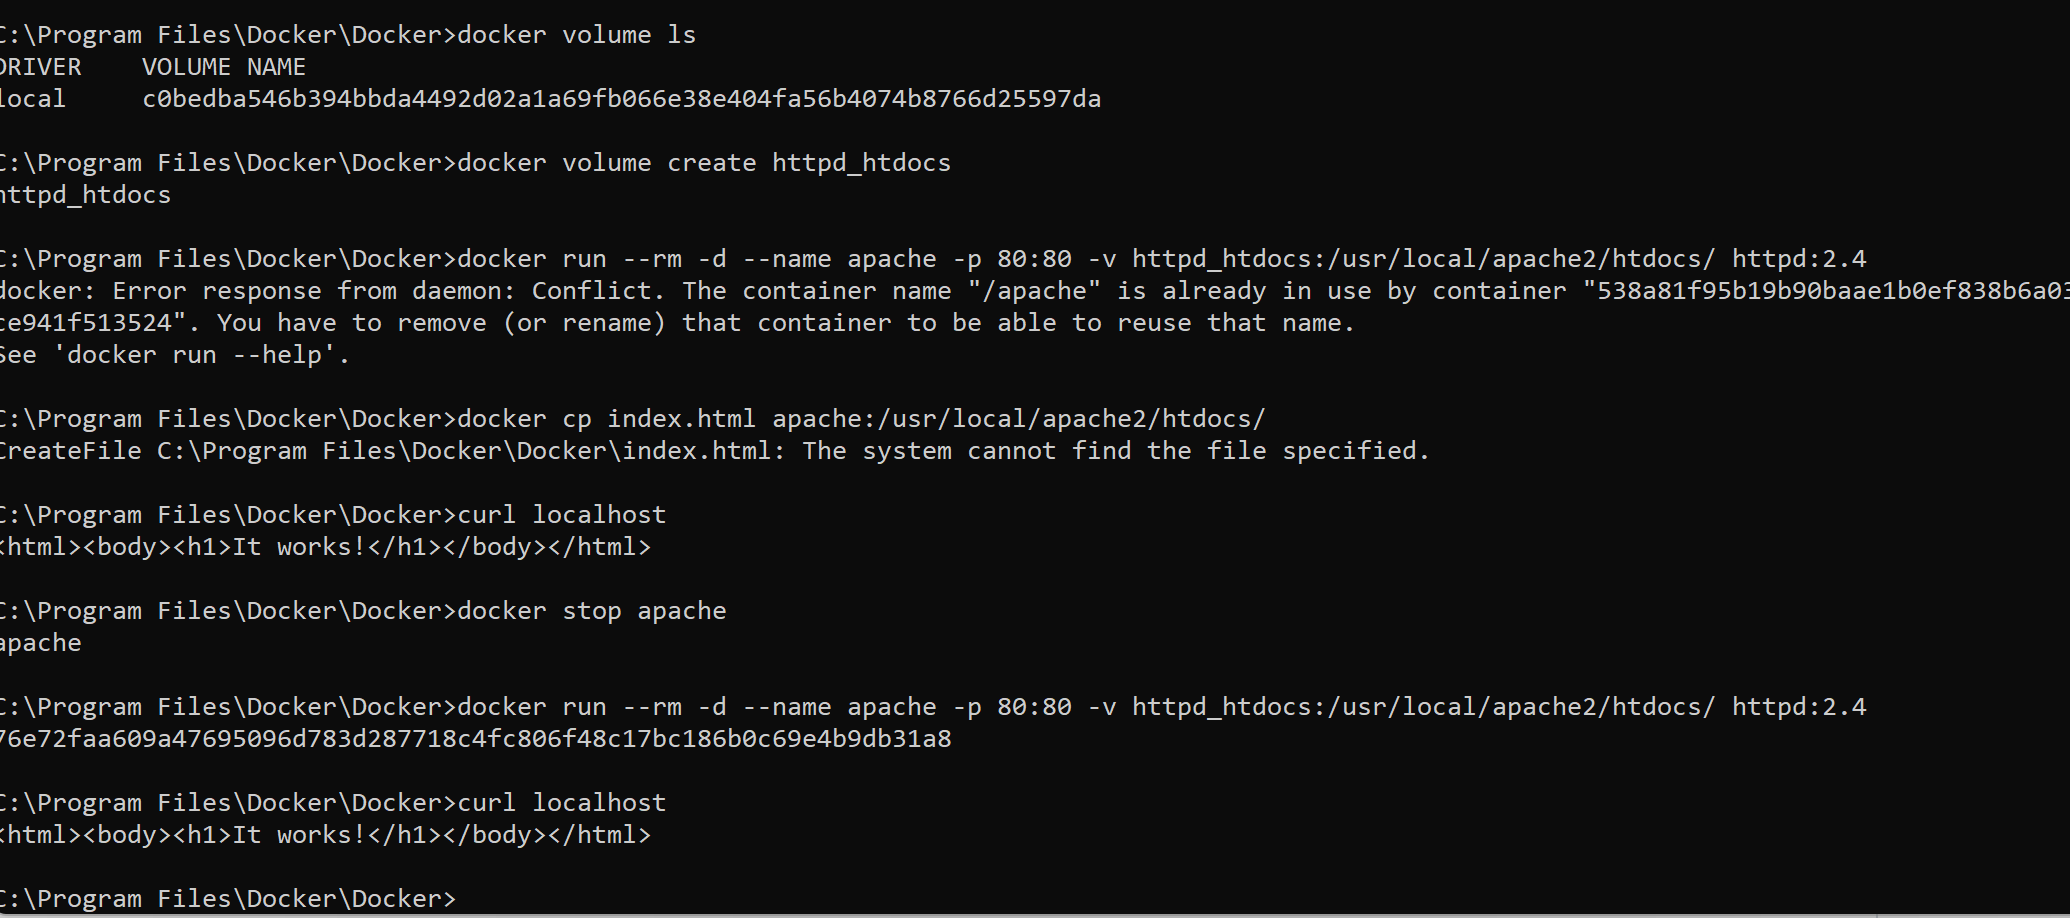 C:\Program Files\Docker\Docker>docker volume ls
DRIVER    VOLUME NAME
local     c0bedba546b394bbda4492d02a1a69fb066e38e404fa56b4074b8766d25597da
C:\Program Files\Docker\Docker>docker volume create httpd_htdocs
httpd_htdocs
C:\Program Files\Docker\Docker>docker run --rm -d --name apache -p 80:80 -v httpd_htdocs:/usr/local/apache2/htdocs/ httpd:2.4
docker: Error response from daemon: Conflict. The container name "/apache" is already in use by container "538a81f95b19b90baae1b0ef838b6a03
ce941f513524". You have to remove (or rename) that container to be able to reuse that name.
See 'docker run --help'.
C:\Program Files\Docker\Docker>docker cp index.html apache:/usr/local/apache2/htdocs/
CreateFile C:\Program Files\Docker\Docker\index.html: The system cannot find the file specified.
C:\Program Files\Docker\Docker>curl localhost
<html><body><h1>It works!</h1></body></html>
C:\Program Files\Docker\Docker>docker stop apache
apache
C:\Program Files\Docker\Docker>docker run --rm -d --name apache -p 80:80 -v httpd_htdocs:/usr/local/apache2/htdocs/ httpd:2.4
76e72faa609a47695096d783d287718c4fc806f48c17bc186b0c69e4b9db31a8
C:\Program Files\Docker\Docker>curl localhost
<html><body><h1>It works!</h1></body></html>
C:\Program Files\Docker\Docker>